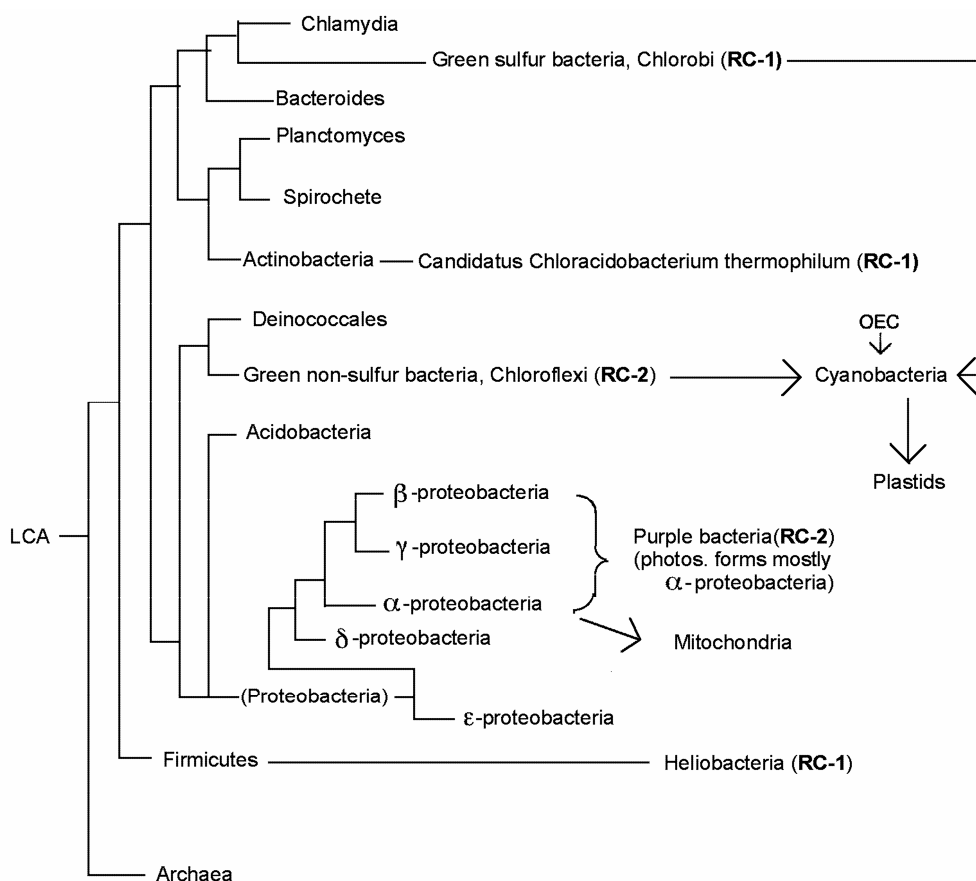 Chlamydia
Green sulfur bacteria, Chlorobi (RC-1)
Bacteroides
Planctomyces
Spirochete
Actinobacteria
Candidatus Chloracidobacterium thermophilum (RC-1)
Deinococcales
OEC
Green non-sulfur bacteria, Chloroflexi (RC-2)
Cyanobacteria
Acidobacteria
Plastids
β-proteobacteria
LCA
Purple bacteria(RC-2)
(photos. forms mostly
α-proteobacteria)
γ-proteobacteria
α-proteobacteria
δ-proteobacteria
Mitochondria
(Proteobacteria)
ε-proteobacteria
Firmicutes
Heliobacteria (RC-1)
Archaea